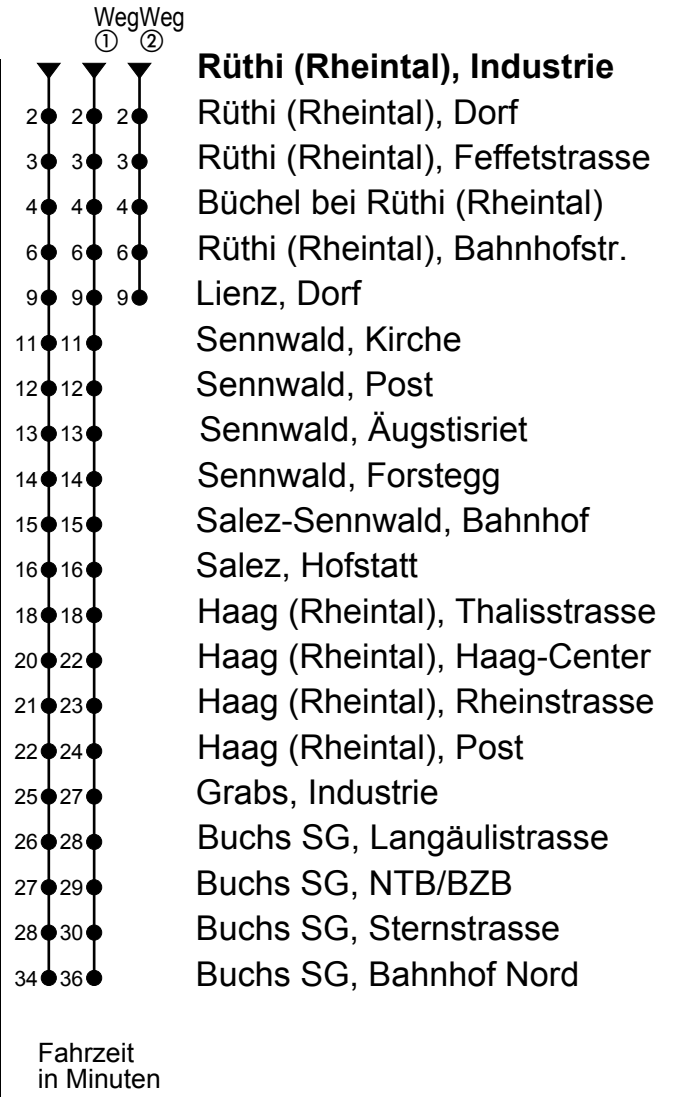 WegWeg
① ②
Rüthi (Rheintal), Industrie
2 2 2 Rüthi (Rheintal), Dorf
3 3 3 Rüthi (Rheintal), Feffetstrasse
4 4 4 Büchel bei Rüthi (Rheintal)
6 6 6 Rüthi (Rheintal), Bahnhofstr.
9 9 9 Lienz, Dorf
11 11 Sennwald, Kirche
12 12 Sennwald, Post
13 13 Sennwald, Äugstisriet
14 14 Sennwald, Forstegg
15 15 Salez-Sennwald, Bahnhof
16 16 Salez, Hofstatt
18 18 Haag (Rheintal), Thalisstrasse
20 22 Haag (Rheintal), Haag-Center
21 23 Haag (Rheintal), Rheinstrasse
22 24 Haag (Rheintal), Post
25 27 Grabs, Industrie
26 28 Buchs SG, Langäulistrasse
27 29 Buchs SG, NTB/BZB
28 30 Buchs SG, Sternstrasse
34 36 Buchs SG, Bahnhof Nord
Fahrzeit
in Minuten